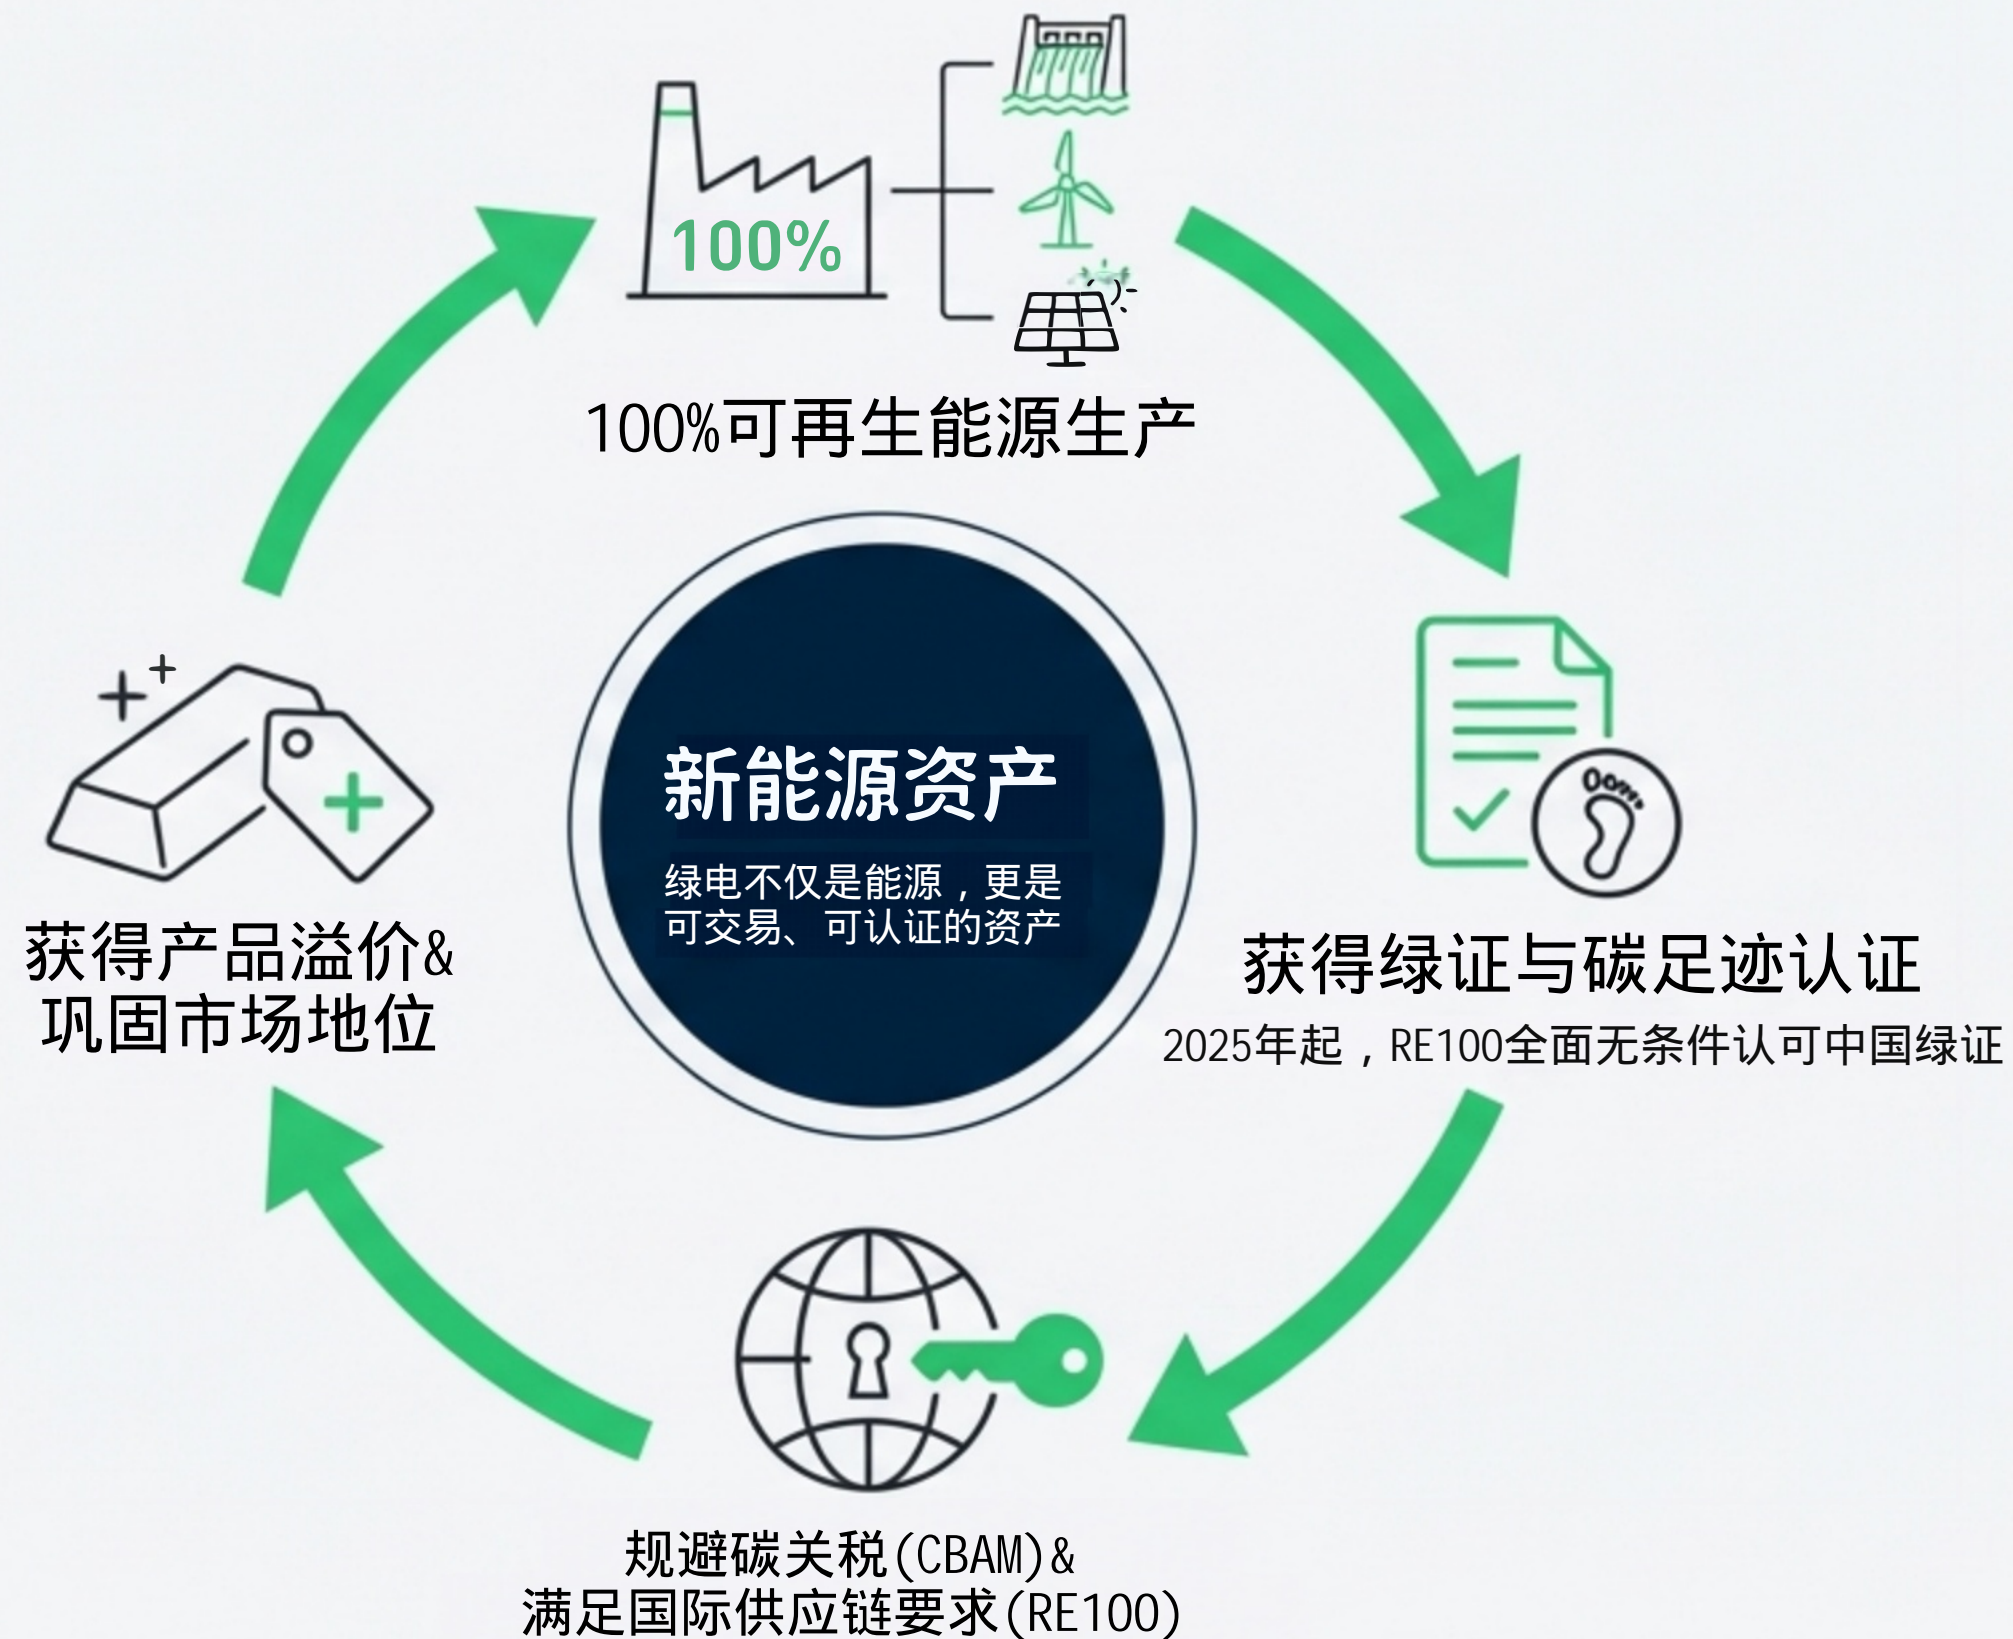 100%
100%可再生能源生产
新能源资产
绿电不仅是能源，更是
可交易、可认证的资产
获得绿证与碳足迹认证
2025年起，RE100全面无条件认可中国绿证
规避碳关税(CBAM)&
满足国际供应链要求(RE100)
获得产品溢价&
巩固市场地位